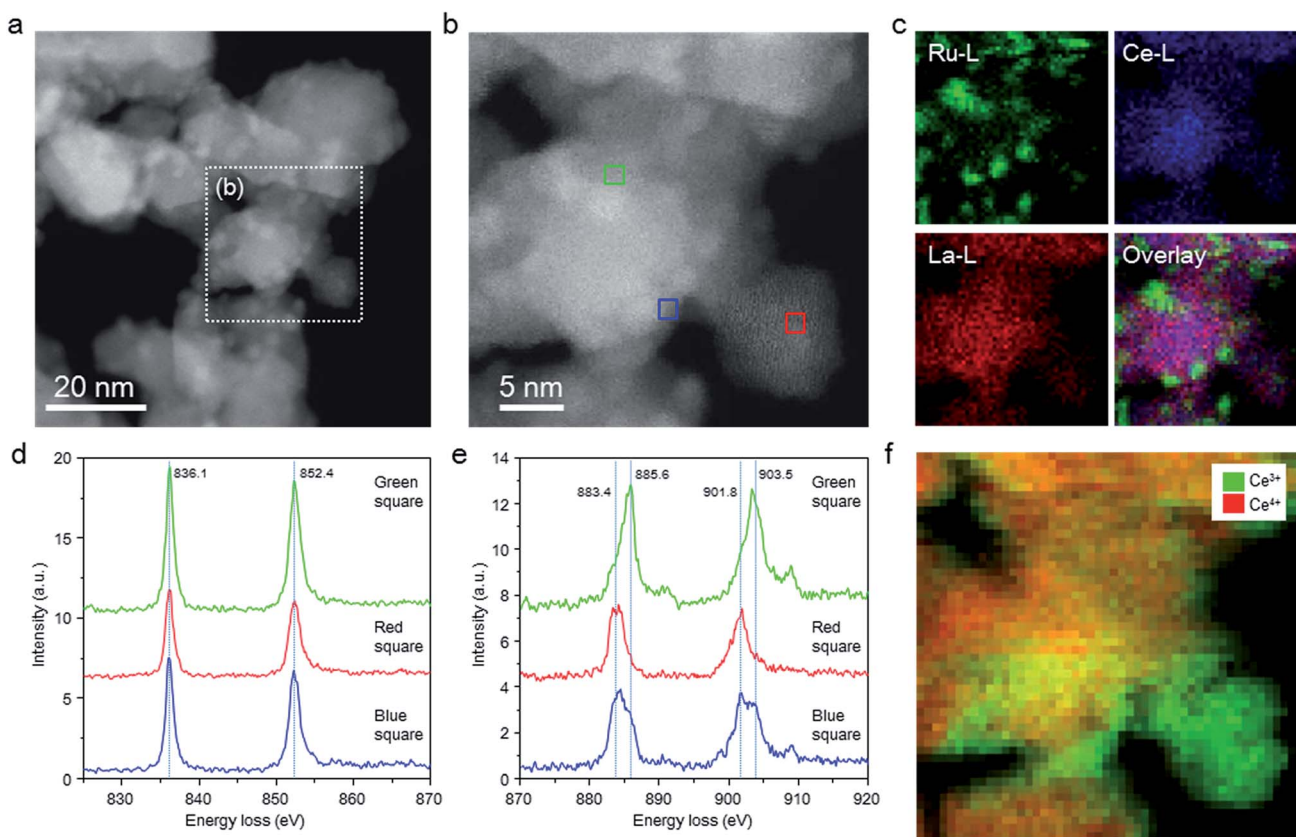 a
(b)
20 nm
b
5 nm
c
Ru-L
Ce-L
La-L
Overlay
d
Intensity (a.u.)
20
15
10
5
0
836.1
852.4
Green
square
Red
square
Blue
square
830
840
850
860
870
Energy loss (eV)
e
Intensity (a.u.)
14
12
10
8
6
4
2
0
883.4
885.6
901.8
903.5
Green
square
Red
square
Blue
square
870
880
890
900
910
920
Energy loss (eV)
f
Ce³⁺
Ce⁴⁺